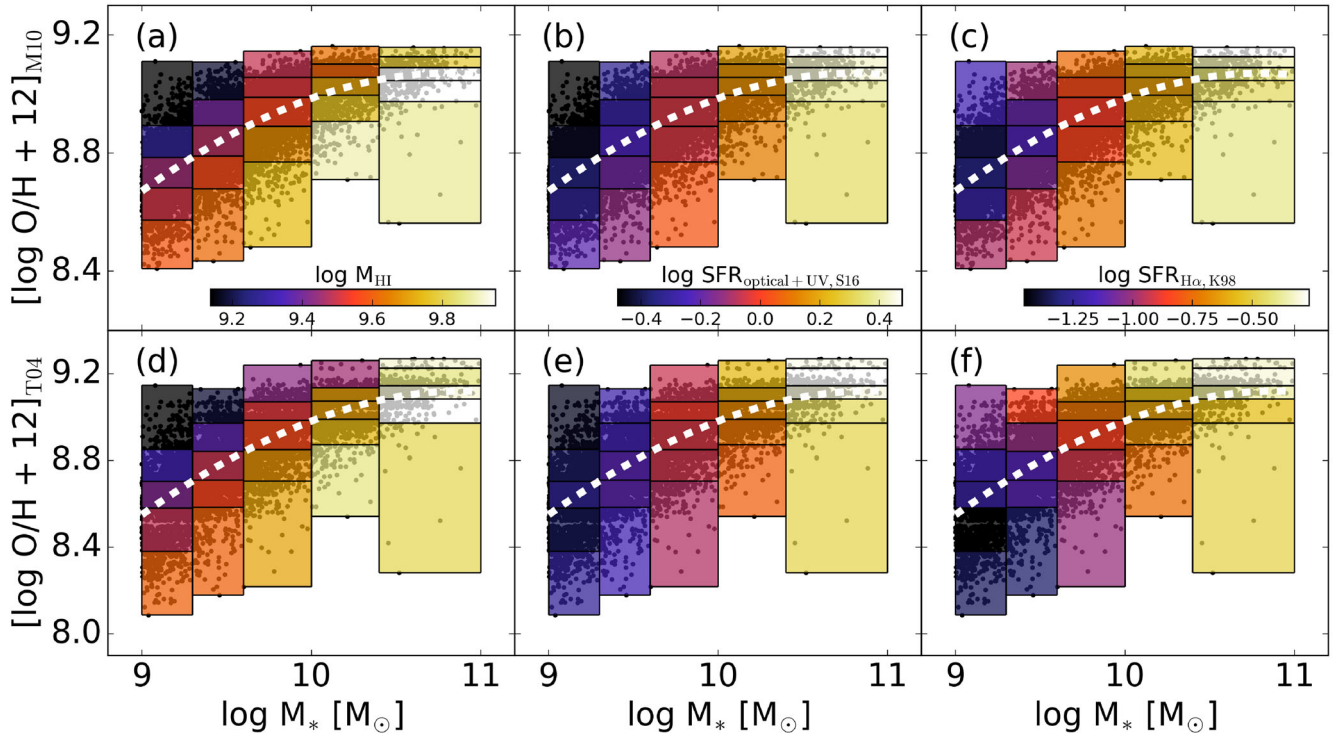 [log O/H + 12]M10
9.2
8.8
8.4
(a)
(b)
(c)
log MHI
9.2 9.4 9.6 9.8
log SFRoptical+UV, S16
−0.4 −0.2 0.0 0.2 0.4
log SFRHα, K98
−1.25 −1.00 −0.75 −0.50
[log O/H + 12]T04
9.2
8.8
8.4
8.0
(d)
(e)
(f)
9 10 11
9 10 11
9 10 11
log M* [M⊙]
log M* [M⊙]
log M* [M⊙]